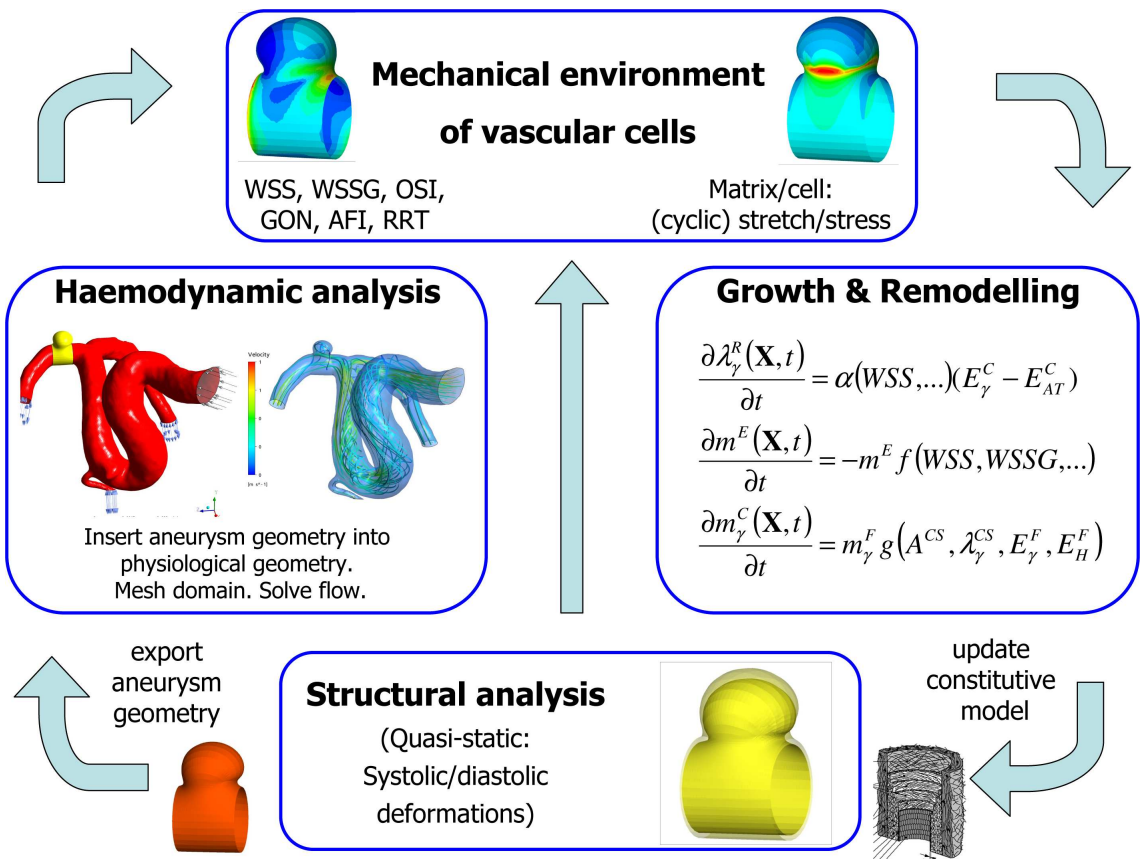 Mechanical environment
of vascular cells
WSS, WSSG, OSI,
GON, AFI, RRT
Matrix/cell:
(cyclic) stretch/stress
Haemodynamic analysis
Velocity
Insert aneurysm geometry into
physiological geometry.
Mesh domain. Solve flow.
Growth & Remodelling
∂λ_γ^R(X,t)/∂t = α(WSS,...)(E_γ^C − E_AT^C)
∂m^E(X,t)/∂t = −m^E f(WSS,WSSG,...)
∂m_γ^C(X,t)/∂t = m_γ^F g(A^CS, λ_γ^CS, E_γ^F, E_H^F)
export
aneurysm
geometry
Structural analysis
(Quasi-static:
Systolic/diastolic
deformations)
update
constitutive
model